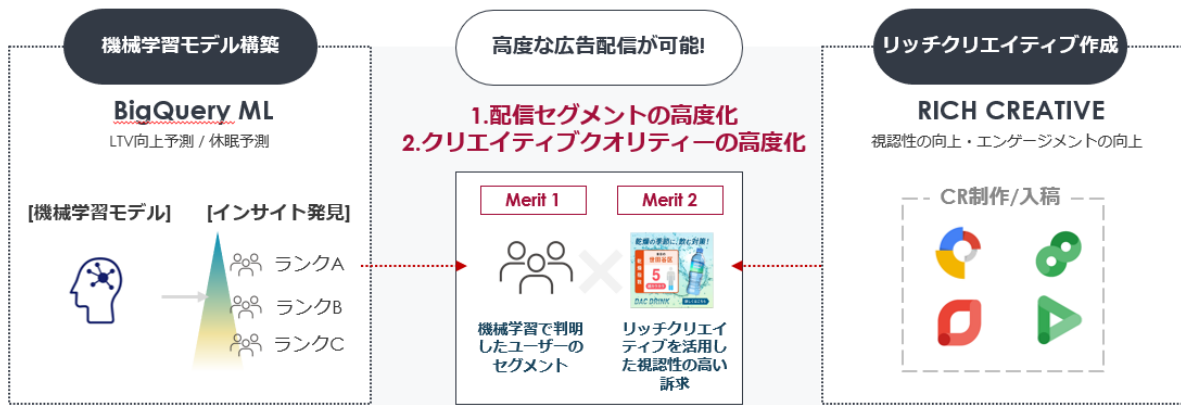 機械学習モデル構築
BigQuery ML
LTV向上予測 / 休眠予測
[機械学習モデル]
[インサイト発見]
ランクA
ランクB
ランクC
高度な広告配信が可能!
1.配信セグメントの高度化
2.クリエイティブクオリティーの高度化
Merit 1
機械学習で判明
したユーザーの
セグメント
Merit 2
乾燥の季節に飲む対策!
世田谷区
5
DAC DRINK
リッチクリエイ
ティブを活用し
た視認性の高い
訴求
リッチクリエイティブ作成
RICH CREATIVE
視認性の向上・エンゲージメントの向上
CR制作/入稿